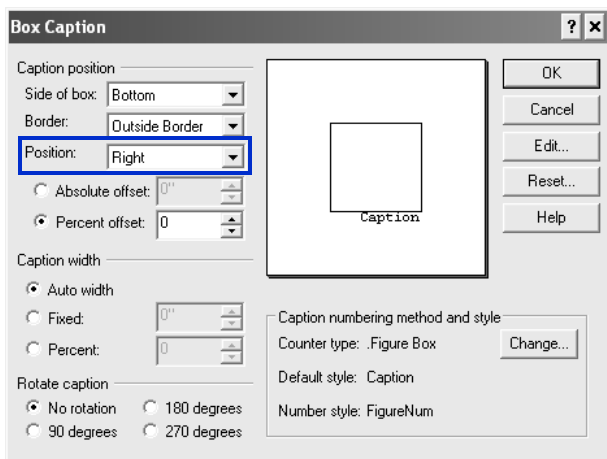 Box Caption
? ×
Caption position
Side of box: Bottom
Border: Outside Border
Position: Right
Absolute offset: 0"
Percent offset: 0
Caption width
Auto width
Fixed: 0"
Percent: 0
Rotate caption
No rotation 180 degrees
90 degrees 270 degrees
Caption
OK
Cancel
Edit...
Reset...
Help
Caption numbering method and style
Counter type: .Figure Box Change...
Default style: Caption
Number style: FigureNum